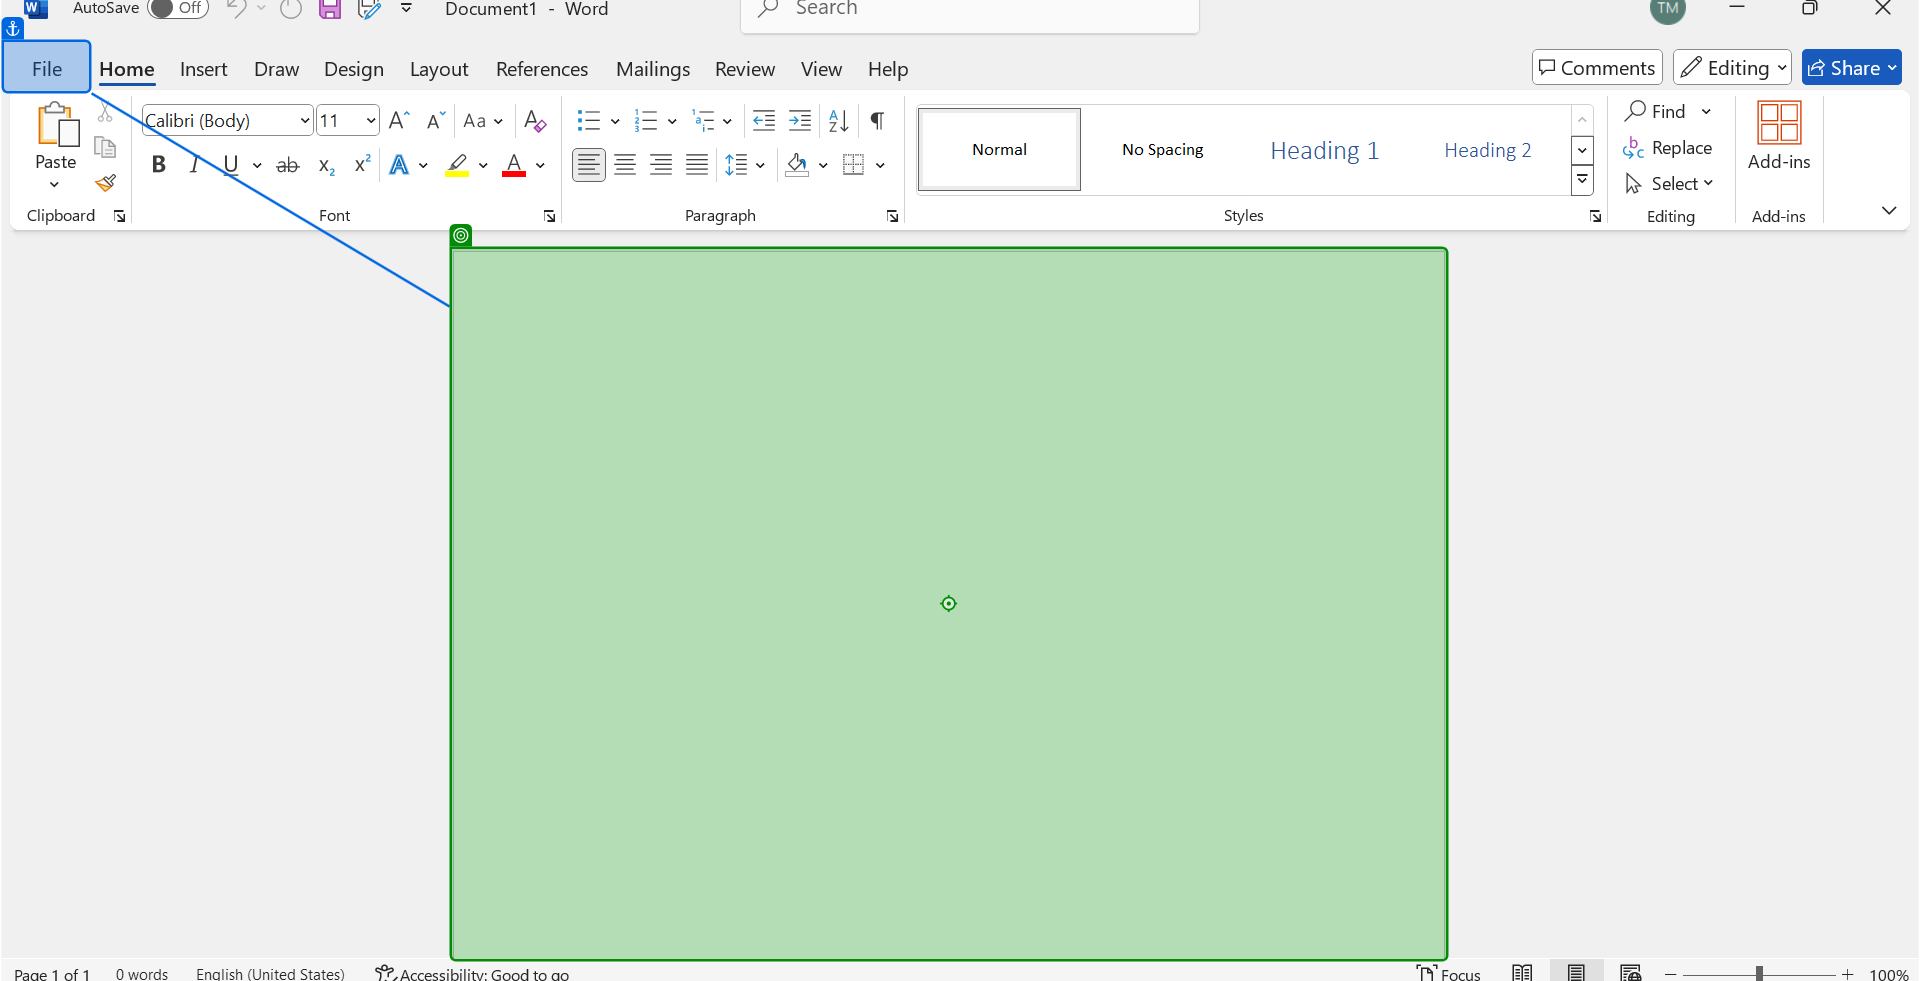 AutoSave Off Document1 - Word Search TM
File Home Insert Draw Design Layout References Mailings Review View Help Comments Editing Share
Calibri (Body) 11 Aa
Paste
B I U ab x₂ x² A A
Normal No Spacing Heading 1 Heading 2
Find
Replace
Select
Add-ins
Clipboard Font Paragraph Styles Editing Add-ins
Page 1 of 1 0 words English (United States) Accessibility: Good to go Focus 100%